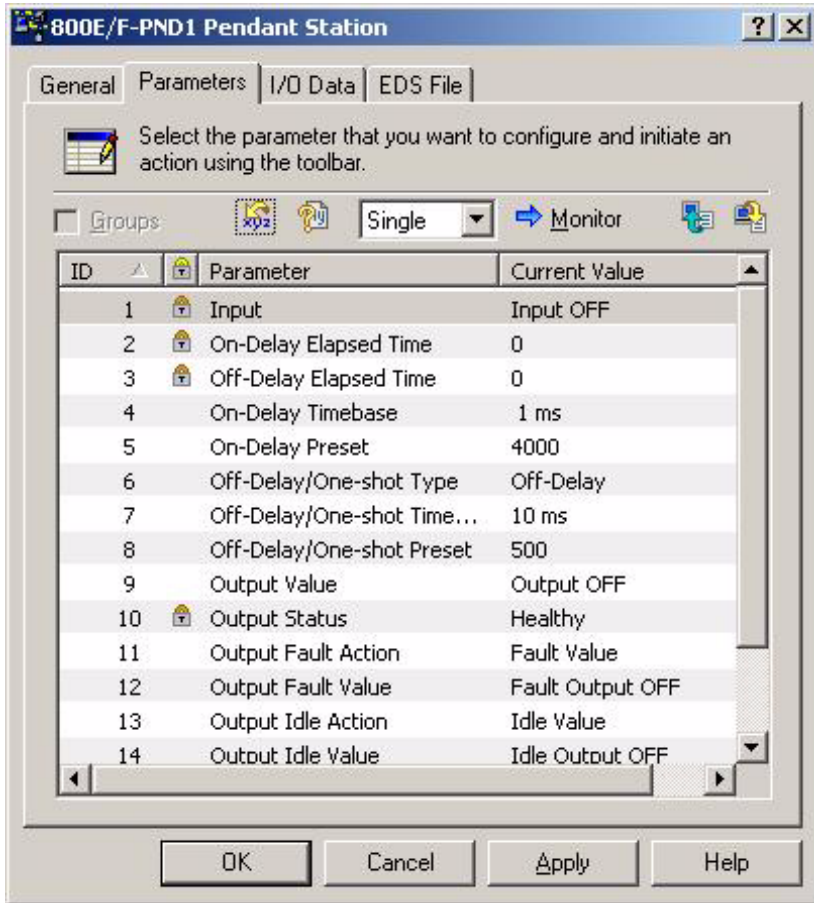 800E/F-PND1 Pendant Station
General Parameters I/O Data EDS File
Select the parameter that you want to configure and initiate an
action using the toolbar.
Groups Single Monitor
ID Parameter Current Value
1 Input Input OFF
2 On-Delay Elapsed Time 0
3 Off-Delay Elapsed Time 0
4 On-Delay Timebase 1 ms
5 On-Delay Preset 4000
6 Off-Delay/One-shot Type Off-Delay
7 Off-Delay/One-shot Time... 10 ms
8 Off-Delay/One-shot Preset 500
9 Output Value Output OFF
10 Output Status Healthy
11 Output Fault Action Fault Value
12 Output Fault Value Fault Output OFF
13 Output Idle Action Idle Value
14 Output Idle Value Idle Output OFF
OK Cancel Apply Help